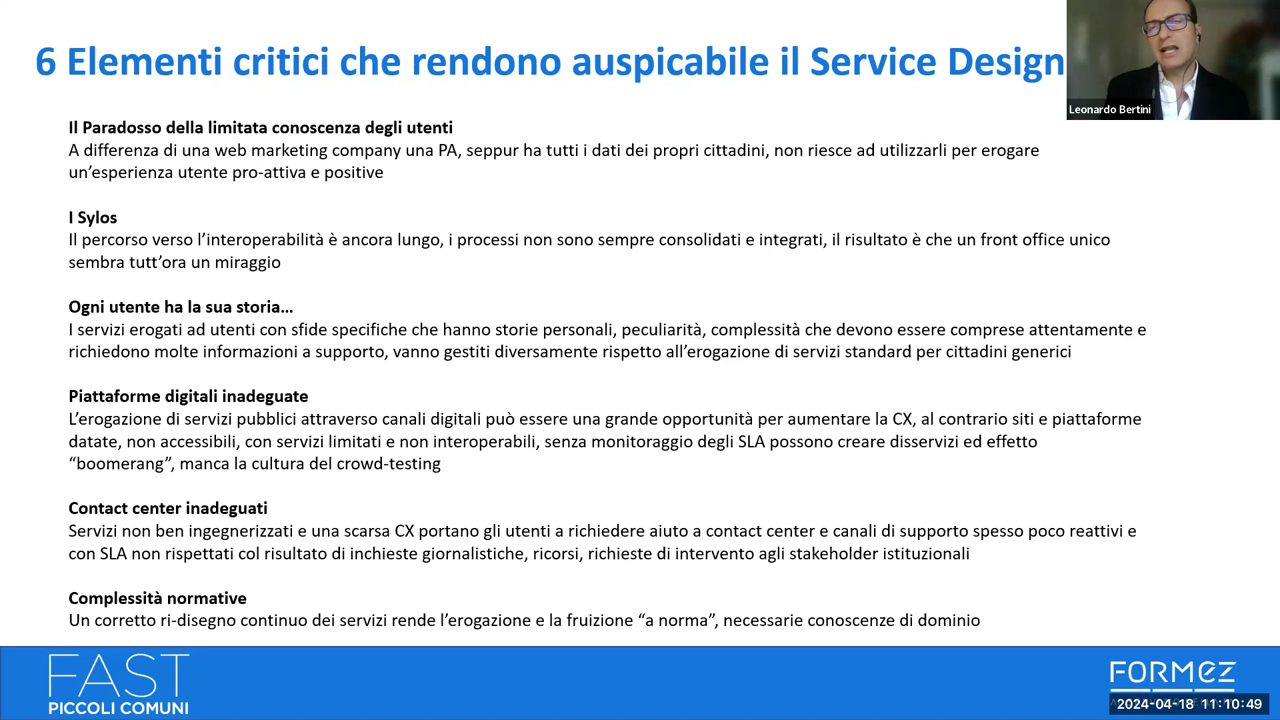 6 Elementi critici che rendono auspicabile il Service Design
Leonardo Bertini
Il Paradosso della limitata conoscenza degli utenti
A differenza di una web marketing company una PA, seppur ha tutti i dati dei propri cittadini, non riesce ad utilizzarli per erogare
un’esperienza utente pro-attiva e positive
I Sylos
Il percorso verso l’interoperabilità è ancora lungo, i processi non sono sempre consolidati e integrati, il risultato è che un front office unico
sembra tutt’ora un miraggio
Ogni utente ha la sua storia…
I servizi erogati ad utenti con sfide specifiche che hanno storie personali, peculiarità, complessità che devono essere comprese attentamente e
richiedono molte informazioni a supporto, vanno gestiti diversamente rispetto all’erogazione di servizi standard per cittadini generici
Piattaforme digitali inadeguate
L’erogazione di servizi pubblici attraverso canali digitali può essere una grande opportunità per aumentare la CX, al contrario siti e piattaforme
datate, non accessibili, con servizi limitati e non interoperabili, senza monitoraggio degli SLA possono creare disservizi ed effetto
“boomerang”, manca la cultura del crowd-testing
Contact center inadeguati
Servizi non ben ingegnerizzati e una scarsa CX portano gli utenti a richiedere aiuto a contact center e canali di supporto spesso poco reattivi e
con SLA non rispettati col risultato di inchieste giornalistiche, ricorsi, richieste di intervento agli stakeholder istituzionali
Complessità normative
Un corretto ri-disegno continuo dei servizi rende l’erogazione e la fruizione “a norma”, necessarie conoscenze di dominio
FAST
PICCOLI COMUNI
FORMEZ
2024-04-18 11:10:49